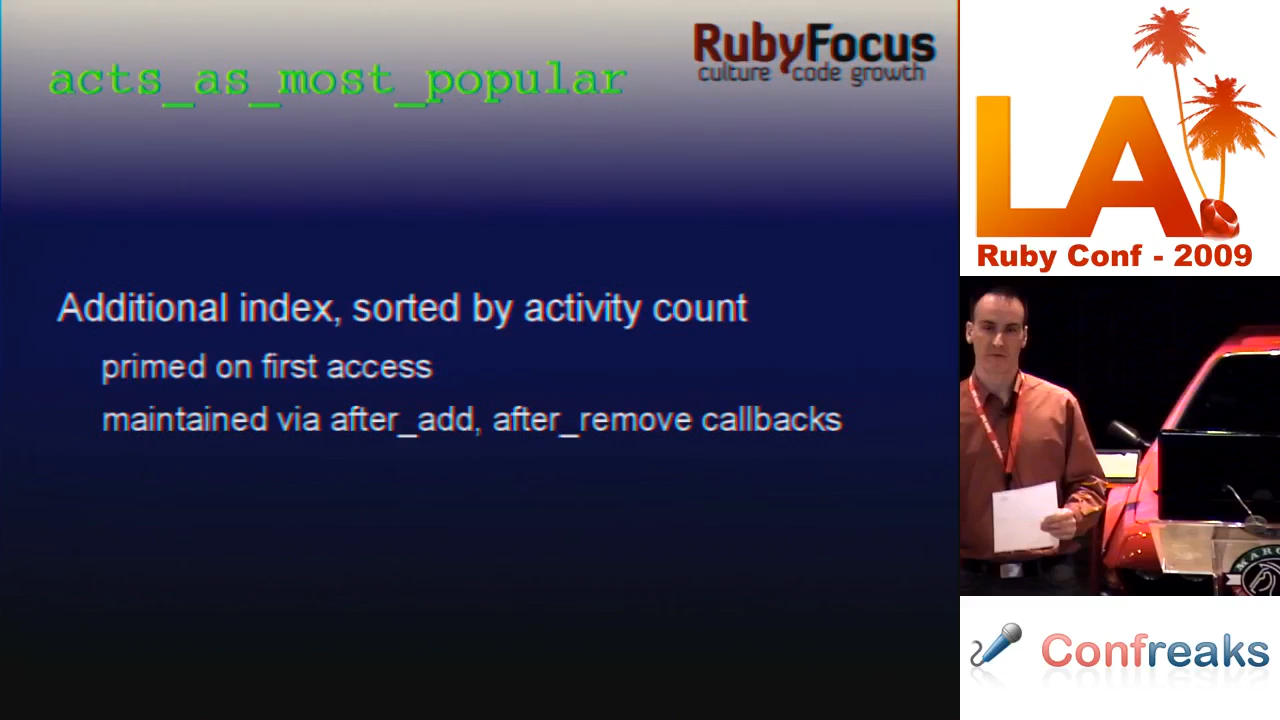 acts_as_most_popular
RubyFocus
culture code growth
Additional index, sorted by activity count
primed on first access
maintained via after_add, after_remove callbacks
LA
Ruby Conf - 2009
Confreaks